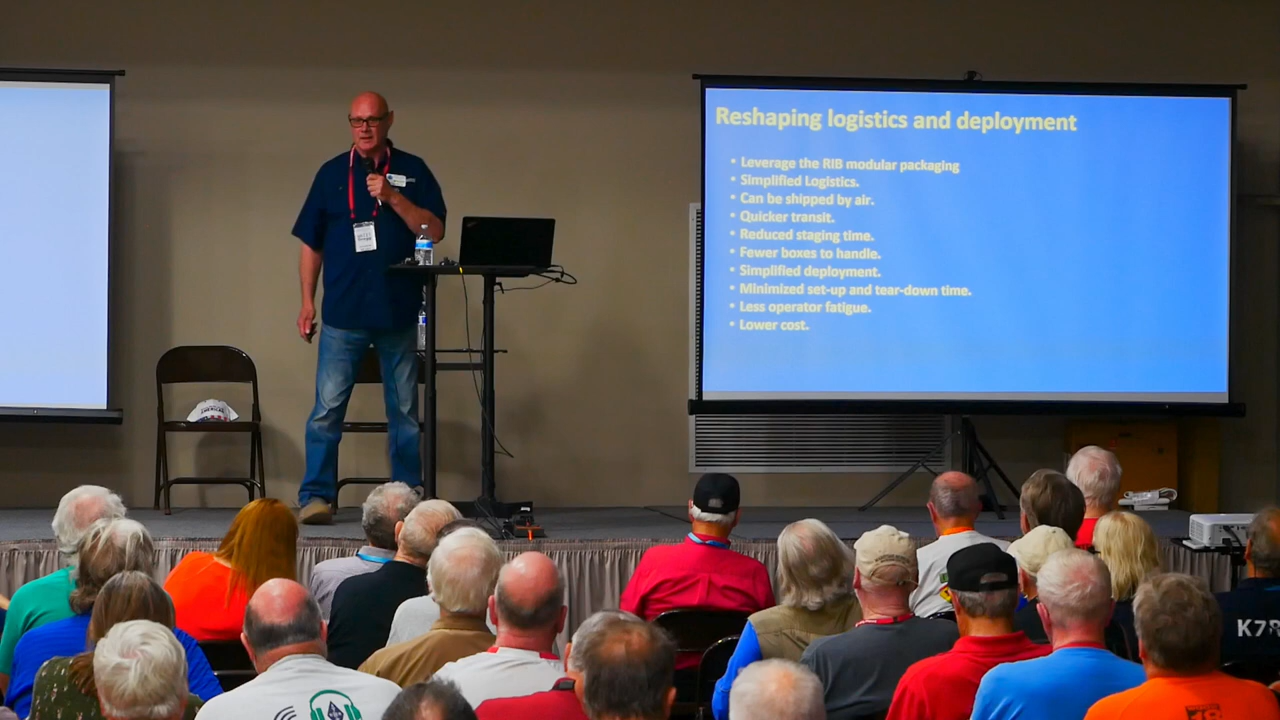 Reshaping logistics and deployment
• Leverage the RIB modular packaging
• Simplified Logistics.
• Can be shipped by air.
• Quicker transit.
• Reduced staging time.
• Fewer boxes to handle.
• Simplified deployment.
• Minimized set-up and tear-down time.
• Less operator fatigue.
• Lower cost.